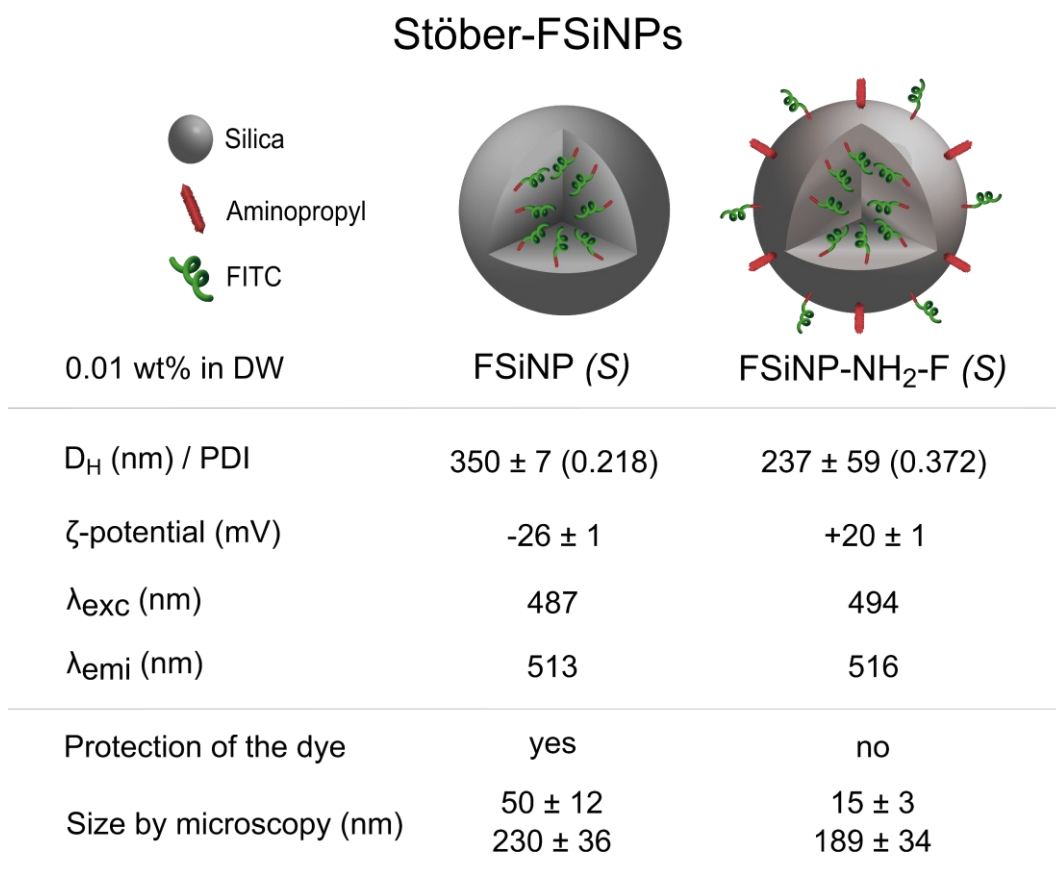 Stöber-FSiNPs
Silica
Aminopropyl
FITC
0.01 wt% in DW FSiNP (S) FSiNP-NH₂-F (S)
D_H (nm) / PDI 350 ± 7 (0.218) 237 ± 59 (0.372)
ζ-potential (mV) -26 ± 1 +20 ± 1
λexc (nm) 487 494
λemi (nm) 513 516
Protection of the dye yes no
Size by microscopy (nm) 50 ± 12 15 ± 3
230 ± 36 189 ± 34